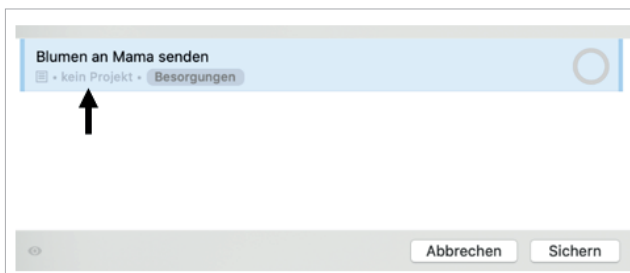 Blumen an Mama senden
• kein Projekt • Besorgungen
Abbrechen Sichern